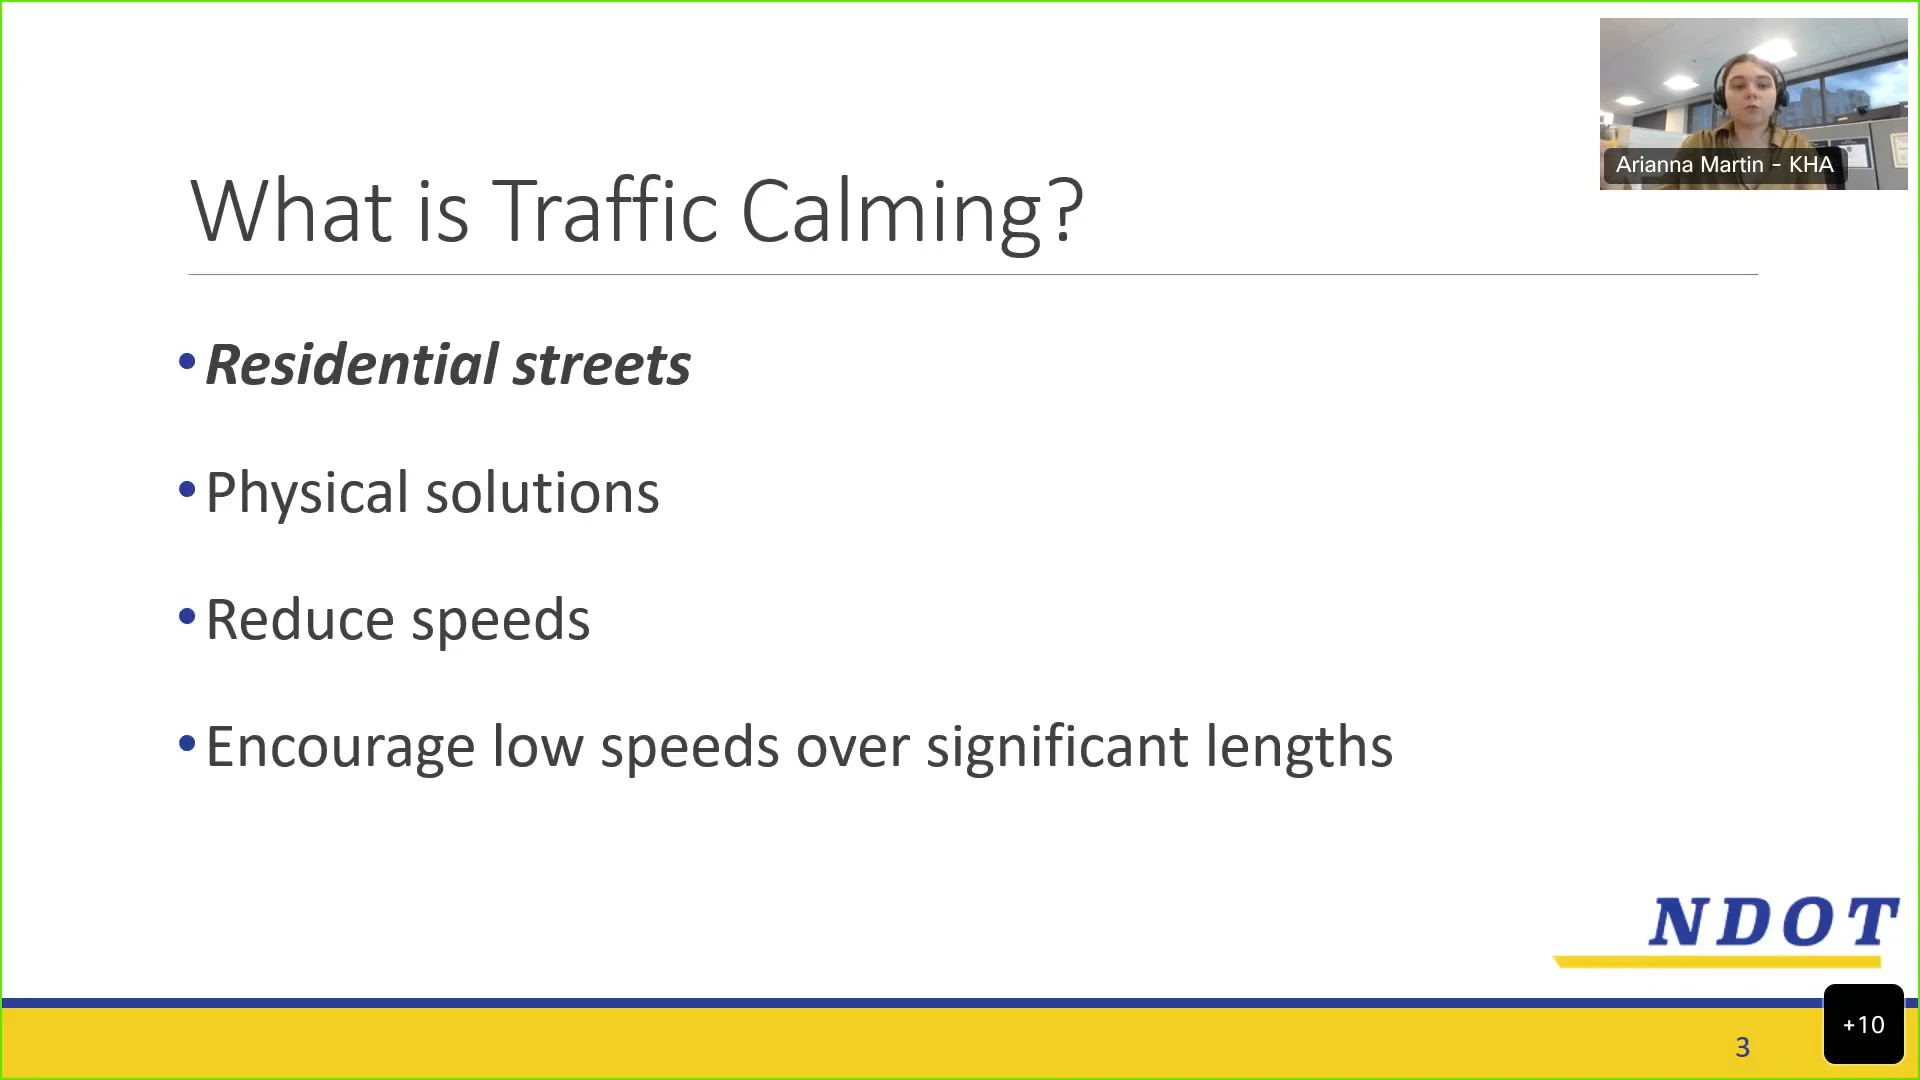 Arianna Martin - KHA
What is Traffic Calming?
• Residential streets
• Physical solutions
• Reduce speeds
• Encourage low speeds over significant lengths
NDOT
+10
3